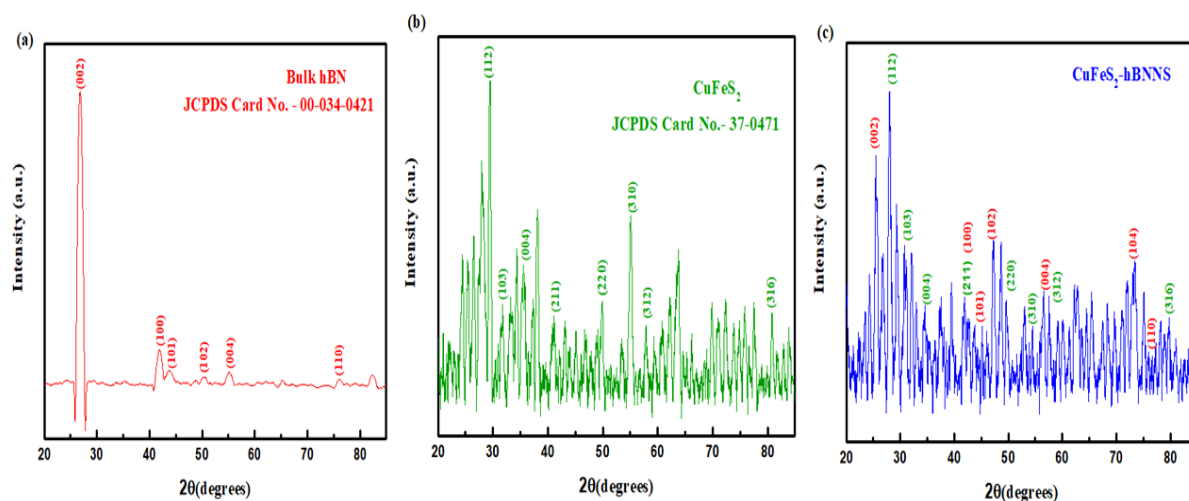 (a)
(002)
Bulk hBN
JCPDS Card No. - 00-034-0421
(100)
(101)
(102)
(004)
(110)
Intensity (a.u.)
20 30 40 50 60 70 80
2θ(degrees)
(b)
(112)
CuFeS2
JCPDS Card No.- 37-0471
(310)
(004)
(103)
(211)
(220)
(312)
(316)
Intensity (a.u.)
20 30 40 50 60 70 80
2θ(degrees)
(c)
(112)
CuFeS2-hBNNS
(002)
(103)
(004)
(211)
(100)
(101)
(102)
(220)
(310)
(004)
(312)
(104)
(110)
(316)
Intensity (a.u.)
20 30 40 50 60 70 80
2θ(degrees)